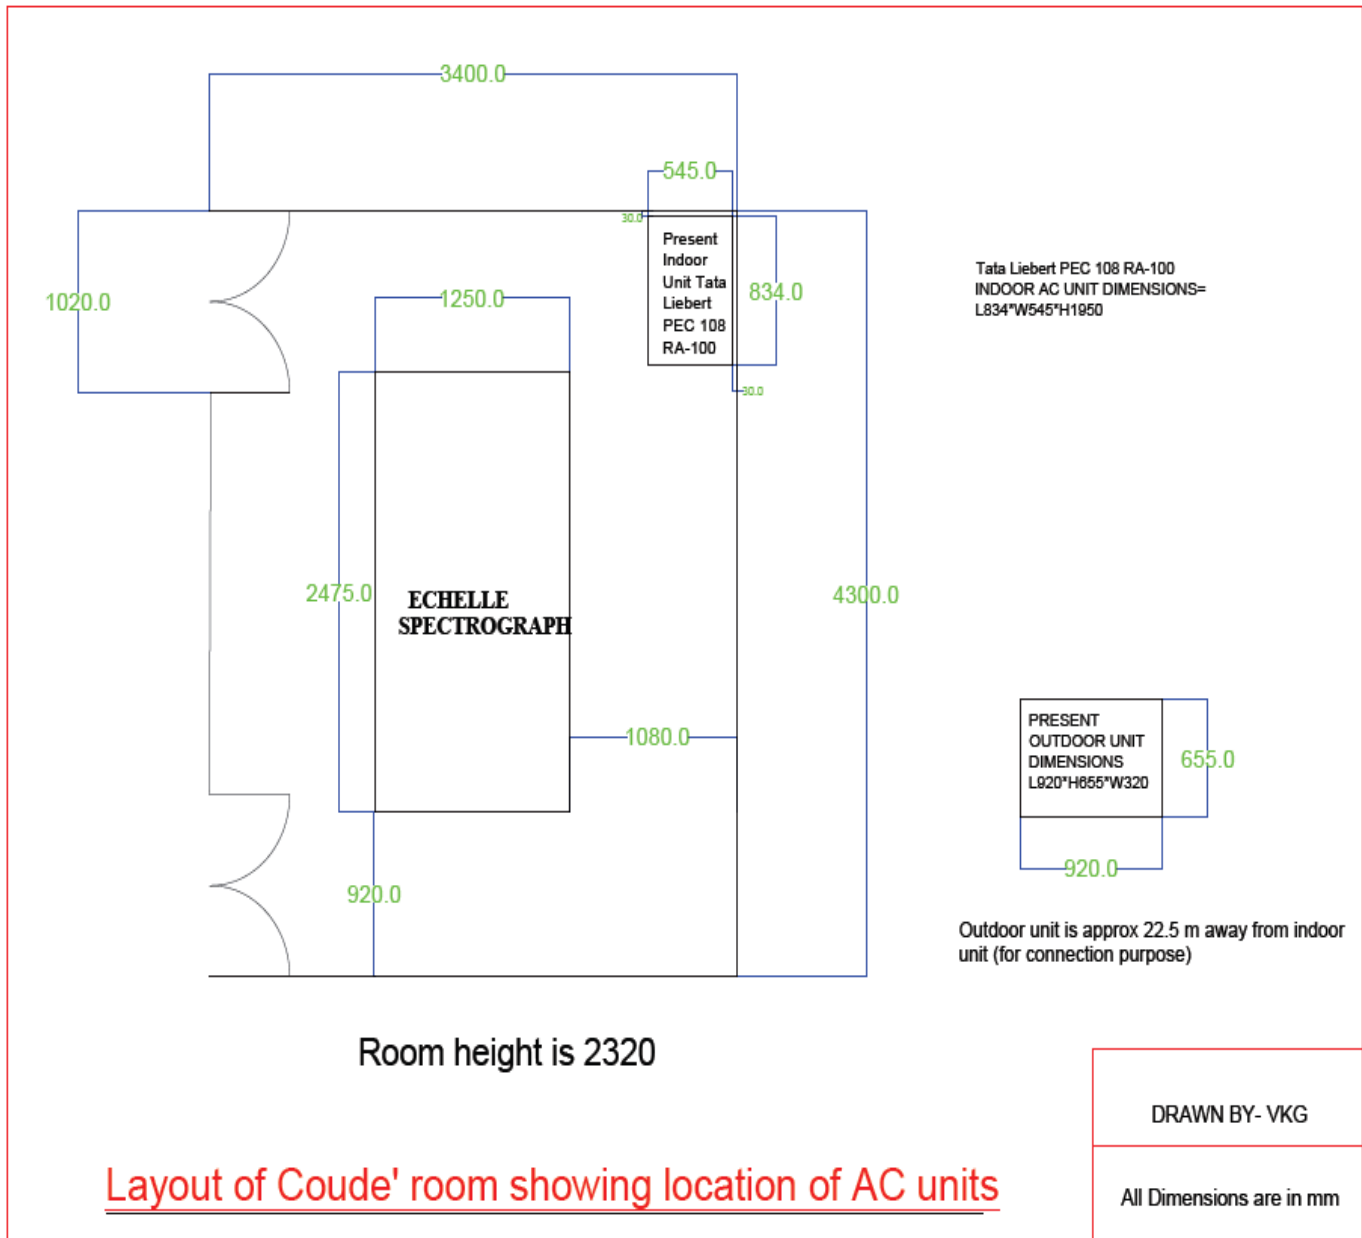 3400.0
545.0
30.0
Present
Indoor
Unit Tata
Liebert
PEC 108
RA-100
834.0
30.0
1020.0
1250.0
Tata Liebert PEC 108 RA-100
INDOOR AC UNIT DIMENSIONS=
L834*W545*H1950
2475.0
ECHELLE
SPECTROGRAPH
4300.0
1080.0
920.0
PRESENT
OUTDOOR UNIT
DIMENSIONS
L920*H655*W320
655.0
920.0
Outdoor unit is approx 22.5 m away from indoor
unit (for connection purpose)
Room height is 2320
Layout of Coude' room showing location of AC units
DRAWN BY- VKG
All Dimensions are in mm